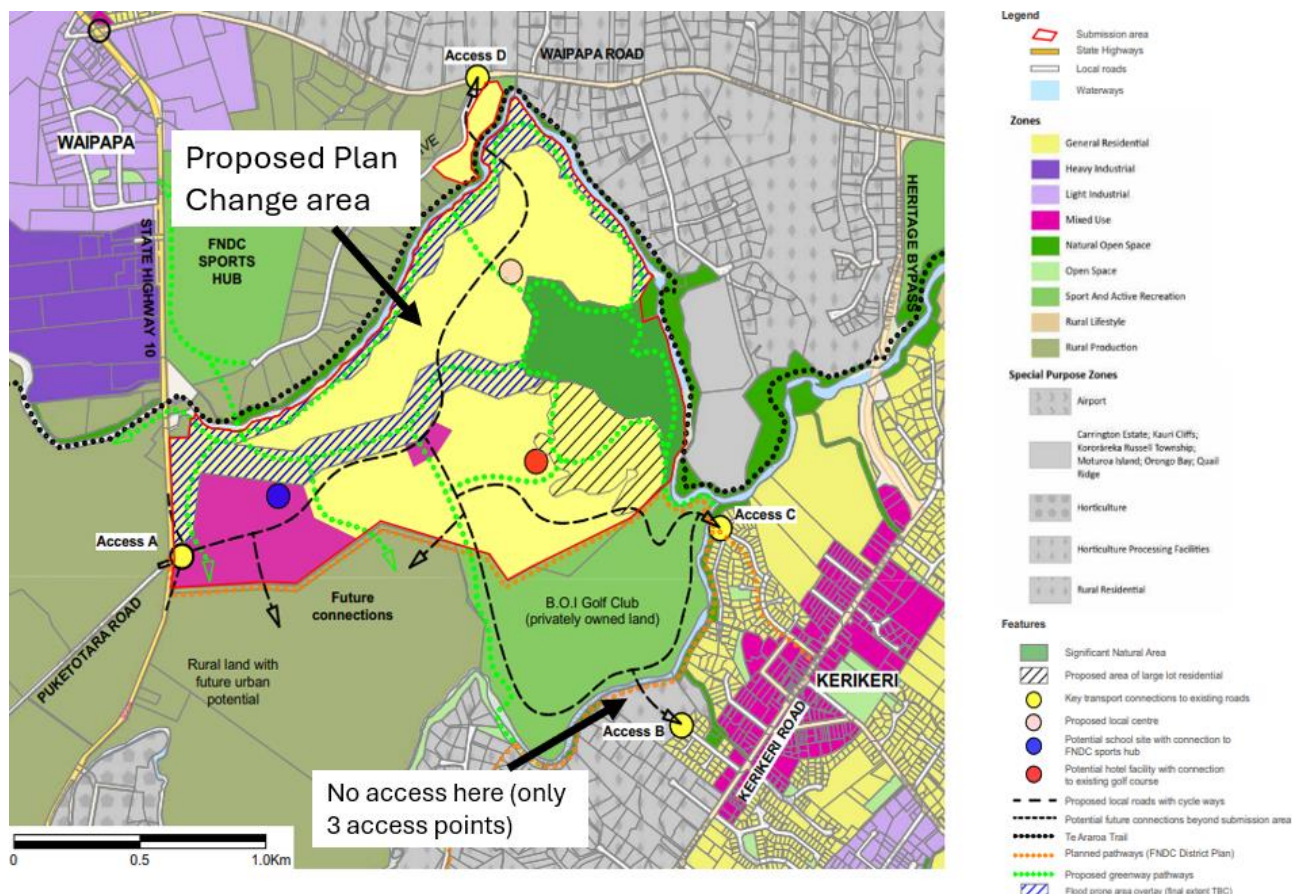 Access D
WAIPAPA ROAD
WAIPAPA
IVE
Proposed Plan
Change area
HERITAGE BYPASS
STATE HIGHWAY 10
FNDC
SPORTS
HUB
Access A
Access C
Future
connections
B.O.I Golf Club
(privately owned land)
PUKETOTARA ROAD
Rural land with
future urban
potential
KERIKERI
Access B
KERIKERI ROAD
No access here (only
3 access points)
0 0.5 1.0Km
Legend
Submission area
State Highways
Local roads
Waterways
Zones
General Residential
Heavy Industrial
Light Industrial
Mixed Use
Natural Open Space
Open Space
Sport And Active Recreation
Rural Lifestyle
Rural Production
Special Purpose Zones
Airport
Carrington Estate; Kauri Cliffs;
Kororāreka Russell Township;
Moturoa Island; Orongo Bay; Quail
Ridge
Horticulture
Horticulture Processing Facilities
Rural Residential
Features
Significant Natural Area
Proposed area of large lot residential
Key transport connections to existing roads
Proposed local centre
Potential school site with connection to
FNDC sports hub
Potential hotel facility with connection
to existing golf course
Proposed local roads with cycle ways
Potential future connections beyond submission area
Te Araroa Trail
Planned pathways (FNDC District Plan)
Proposed greenway pathways
Flood prone area overlay (final extent TBC)